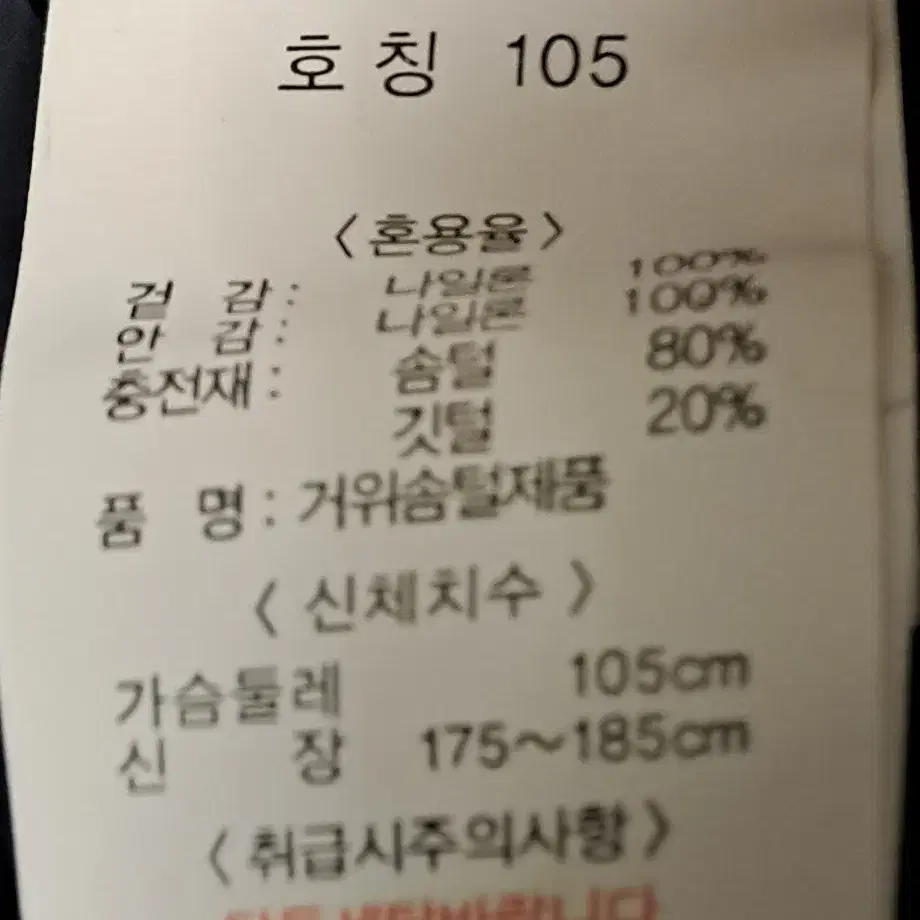 호칭 105
< 혼용율 >
겉 감 : 나일론 100%
안 감 : 나일론 100%
충전재 : 솜털 80%
깃털 20%
품 명 : 거위솜털제품
< 신체치수 >
가슴둘레 105cm
신 장 175~185cm
< 취급시주의사항 >